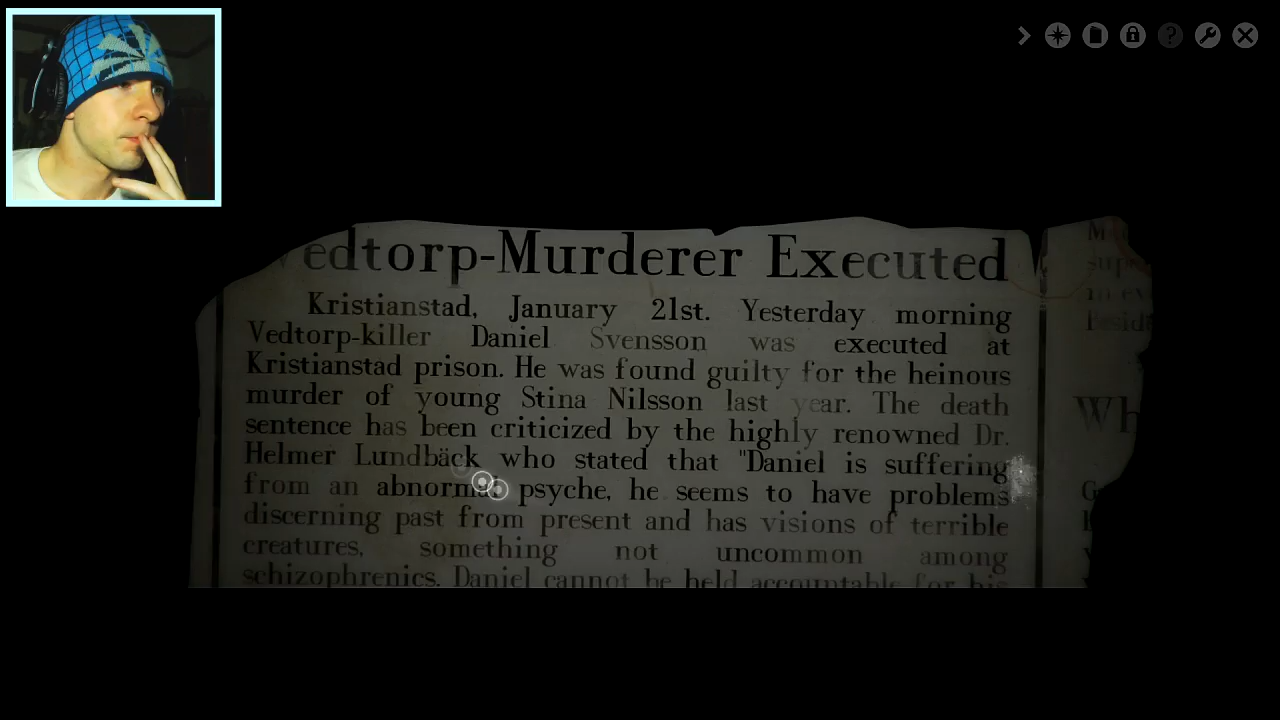 edtorp-Murderer Executed
Kristianstad, January 21st. Yesterday morning
Vedtorp-killer Daniel Svensson was executed at
Kristianstad prison. He was found guilty for the heinous
murder of young Stina Nilsson last year. The death
sentence has been criticized by the highly renowned Dr.
Helmer Lundbäck who stated that "Daniel is suffering
from an abnormal psyche, he seems to have problems
discerning past from present and has visions of terrible
creatures, something not uncommon among
schizophrenics. Daniel cannot be held accountable for his
Wh